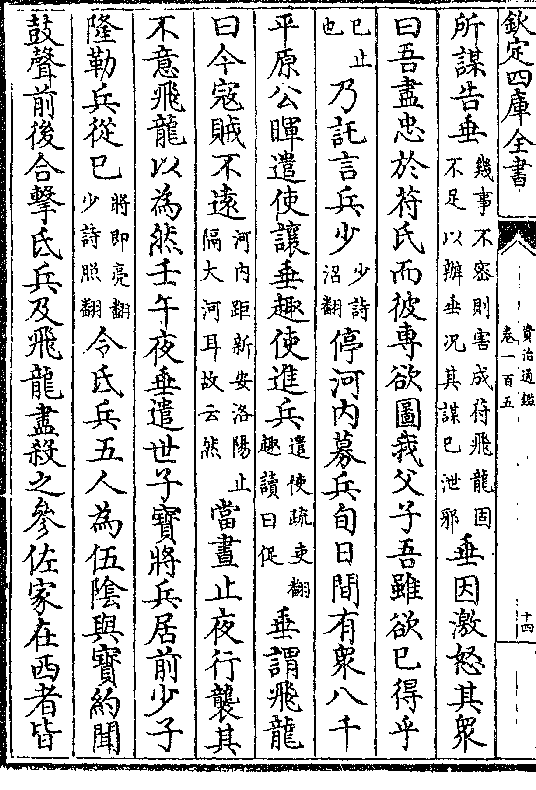 欽定四庫全書
資治通鑑
卷一百五
十四
所謀告垂幾事不密則害成苻飛龍固不足以辦垂況其謀已泄邪垂因激怒其衆
曰吾盡忠於苻氏而彼專欲圖我父子吾雖欲已得乎
已止也乃託言兵少少詩沼翻停河内募兵旬日間有衆八千
平原公暉遣使讓垂趣使進兵遣使疏吏翻趣讀曰促垂謂飛龍
曰今寇賊不遠河内距新安洛陽止隔大河耳故云然當晝止夜行襲其
不意飛龍以為然壬午夜垂遣世子寶將兵居前少子
隆勒兵從已將即亮翻少詩照翻令氐兵五人為伍陰與寶約聞
鼓聲前後合擊氐兵及飛龍盡殺之參佐家在西者皆